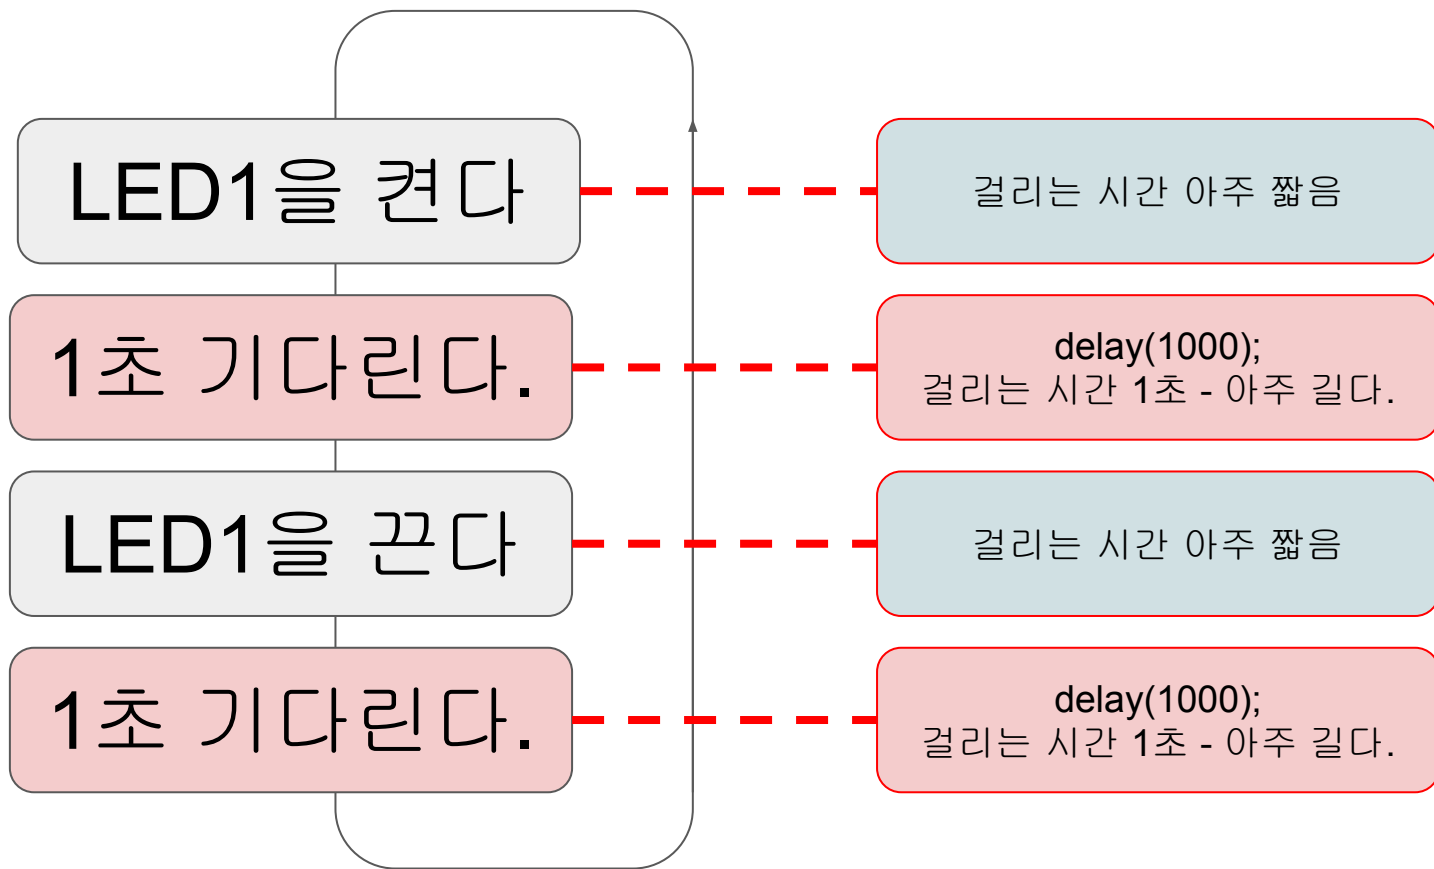 LED1을 켠다
걸리는 시간 아주 짧음
1초 기다린다.
delay(1000);
걸리는 시간 1초 - 아주 길다.
LED1을 끈다
걸리는 시간 아주 짧음
1초 기다린다.
delay(1000);
걸리는 시간 1초 - 아주 길다.